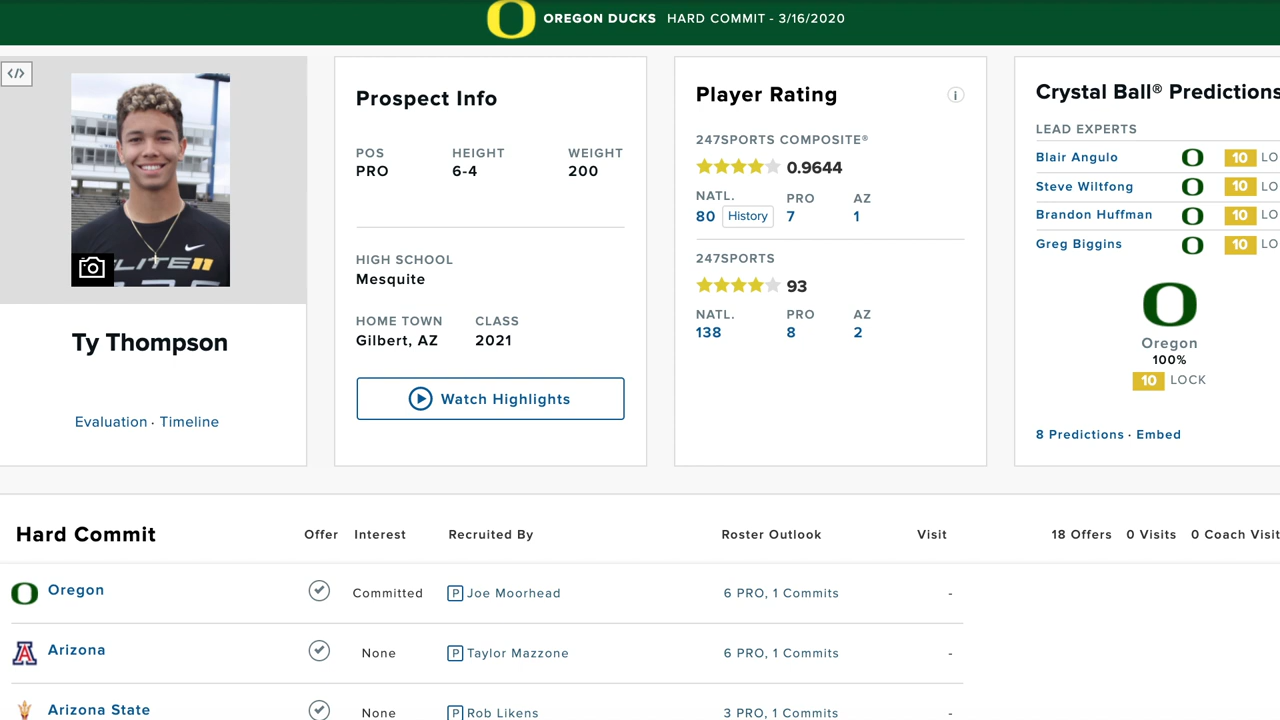 OREGON DUCKS HARD COMMIT - 3/16/2020
</>
ELITE11
Ty Thompson
Evaluation · Timeline
Prospect Info
POS HEIGHT WEIGHT
PRO 6-4 200
HIGH SCHOOL
Mesquite
HOME TOWN CLASS
Gilbert, AZ 2021
Watch Highlights
Player Rating
247SPORTS COMPOSITE®
0.9644
NATL. PRO AZ
80 History 7 1
247SPORTS
93
NATL. PRO AZ
138 8 2
Crystal Ball® Predictions
LEAD EXPERTS
Blair Angulo 10 LO
Steve Wiltfong 10 LO
Brandon Huffman 10 LO
Greg Biggins 10 LO
Oregon
100%
10 LOCK
8 Predictions · Embed
Hard Commit Offer Interest Recruited By Roster Outlook Visit 18 Offers 0 Visits 0 Coach Visit
Oregon Committed P Joe Moorhead 6 PRO, 1 Commits -
Arizona None P Taylor Mazzone 6 PRO, 1 Commits -
Arizona State None P Rob Likens 3 PRO, 1 Commits -